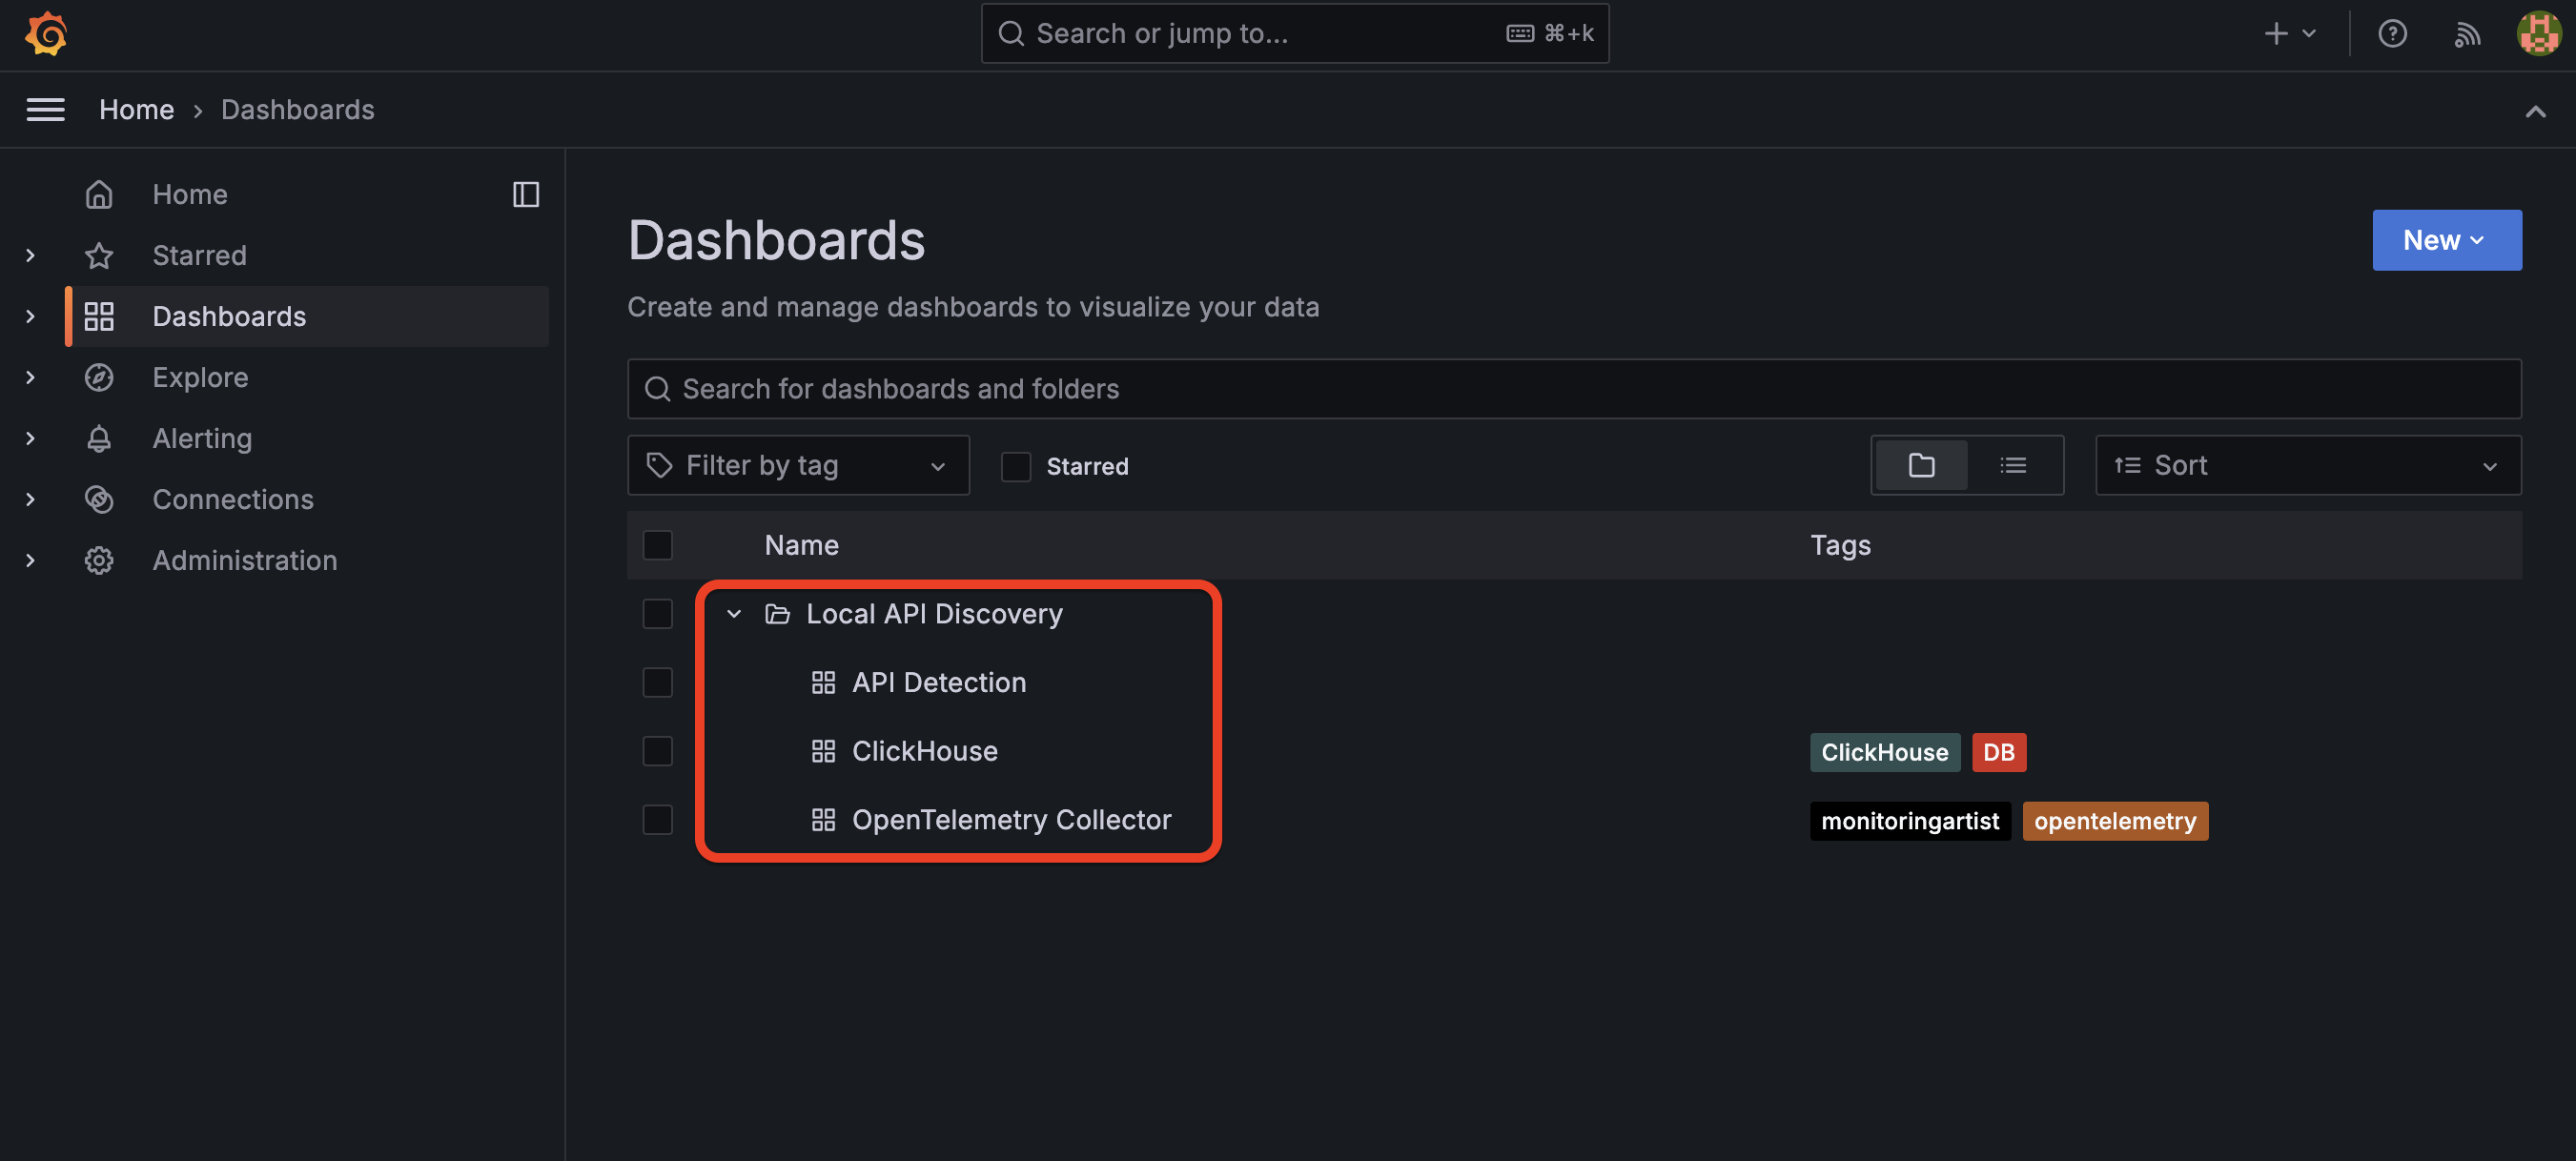 Search or jump to... ⌘+k
Home › Dashboards
Home
Starred
Dashboards
Explore
Alerting
Connections
Administration
Dashboards
New
Create and manage dashboards to visualize your data
Search for dashboards and folders
Filter by tag Starred Sort
Name Tags
Local API Discovery
API Detection
ClickHouse ClickHouse DB
OpenTelemetry Collector monitoringartist opentelemetry